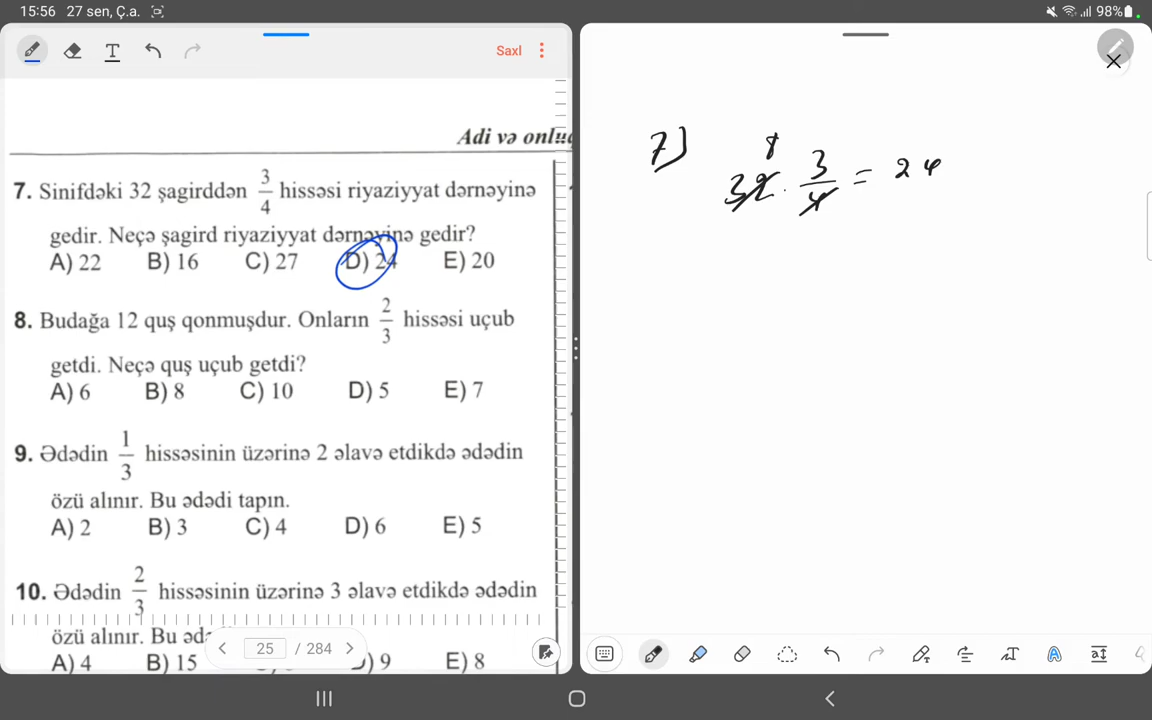 15:56 27 sen, Ç.a. 98%
T Saxl
Adi və onluq
7. Sinifdəki 32 şagirddən 3/4 hissəsi riyaziyyat dərnəyinə
gedir. Neçə şagird riyaziyyat dərnəyinə gedir?
A) 22 B) 16 C) 27 D) 24 E) 20
8. Budağa 12 quş qonmuşdur. Onların 2/3 hissəsi uçub
getdi. Neçə quş uçub getdi?
A) 6 B) 8 C) 10 D) 5 E) 7
9. Ədədin 1/3 hissəsinin üzərinə 2 əlavə etdikdə ədədin
özü alınır. Bu ədədi tapın.
A) 2 B) 3 C) 4 D) 6 E) 5
10. Ədədin 2/3 hissəsinin üzərinə 3 əlavə etdikdə ədədin
özü alınır. Bu
A) 4 B) 15 9 E) 8
25 / 284
7) 8
32 · 3/4 = 24